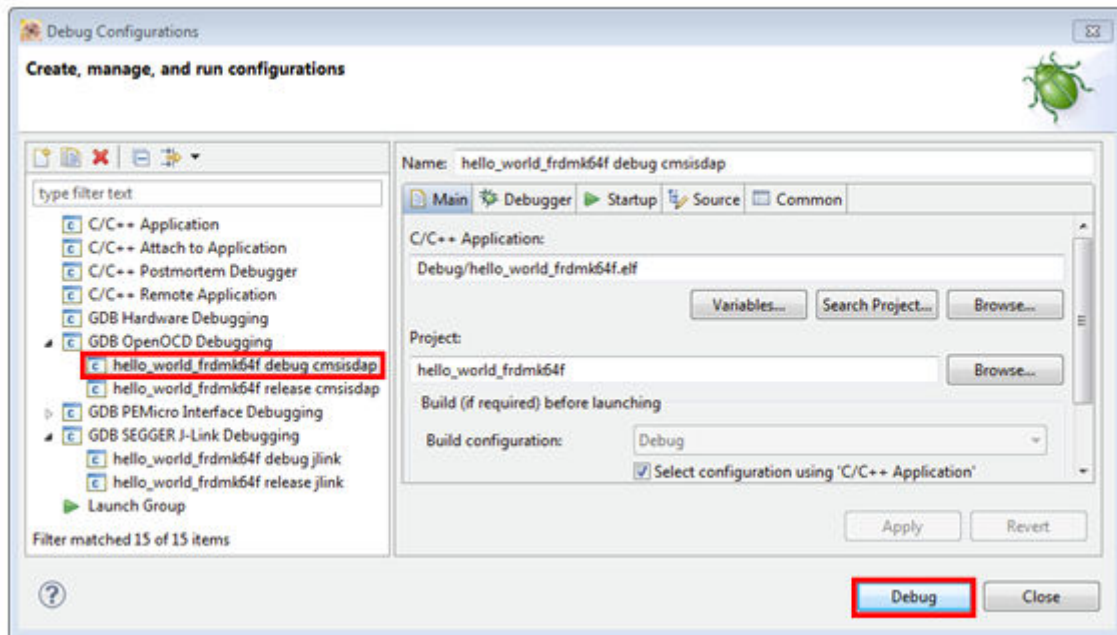 Debug Configurations
Create, manage, and run configurations
type filter text
C/C++ Application
C/C++ Attach to Application
C/C++ Postmortem Debugger
C/C++ Remote Application
GDB Hardware Debugging
GDB OpenOCD Debugging
hello_world_frdmk64f debug cmsisdap
hello_world_frdmk64f release cmsisdap
GDB PEMicro Interface Debugging
GDB SEGGER J-Link Debugging
hello_world_frdmk64f debug jlink
hello_world_frdmk64f release jlink
Launch Group
Filter matched 15 of 15 items
Name: hello_world_frdmk64f debug cmsisdap
Main Debugger Startup Source Common
C/C++ Application:
Debug/hello_world_frdmk64f.elf
Variables... Search Project... Browse...
Project:
hello_world_frdmk64f
Browse...
Build (if required) before launching
Build configuration: Debug
Select configuration using 'C/C++ Application'
Apply Revert
? Debug Close